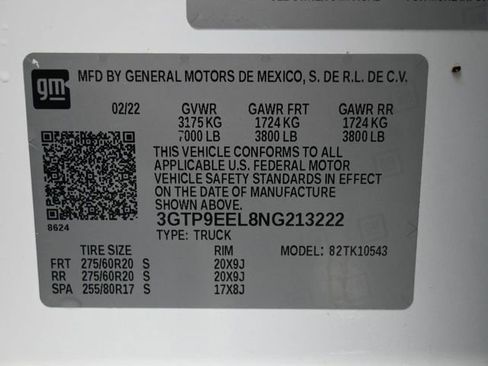 gm
MFD BY GENERAL MOTORS DE MEXICO, S. DE R.L. DE C.V.
02/22 GVWR GAWR FRT GAWR RR
3175 KG 1724 KG 1724 KG
7000 LB 3800 LB 3800 LB
THIS VEHICLE CONFORMS TO ALL
APPLICABLE U.S. FEDERAL MOTOR
VEHICLE SAFETY STANDARDS IN EFFECT
ON THE DATE OF MANUFACTURE
SHOWN ABOVE.
8624 3GTP9EEL8NG213222
TYPE: TRUCK
TIRE SIZE RIM MODEL: 82TK10543
FRT 275/60R20 S 20X9J
RR 275/60R20 S 20X9J
SPA 255/80R17 S 17X8J